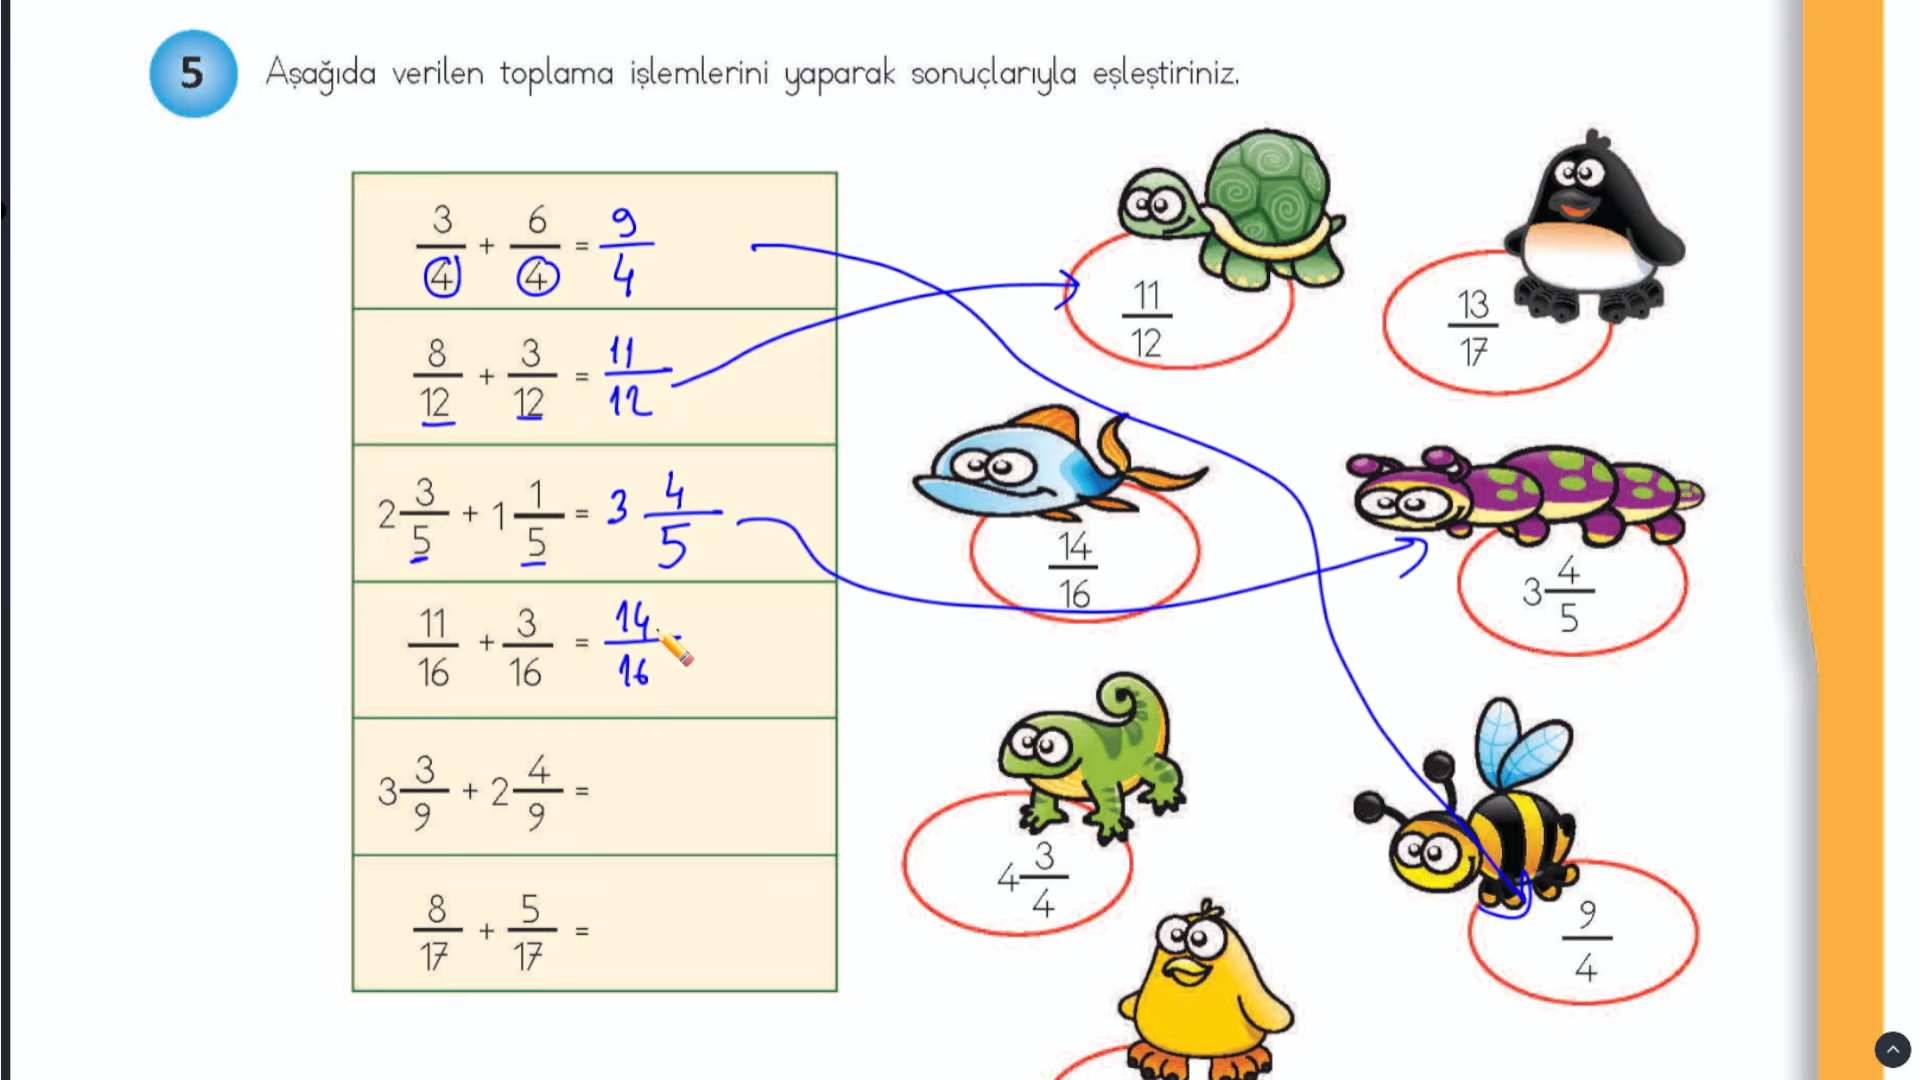 5 Aşağıda verilen toplama işlemlerini yaparak sonuçlarıyla eşleştiriniz.
3/4 + 6/4 = 9/4
8/12 + 3/12 = 11/12
2 3/5 + 1 1/5 = 3 4/5
11/16 + 3/16 = 14/16
3 3/9 + 2 4/9 =
8/17 + 5/17 =
11/12
13/17
14/16
3 4/5
4 3/4
9/4